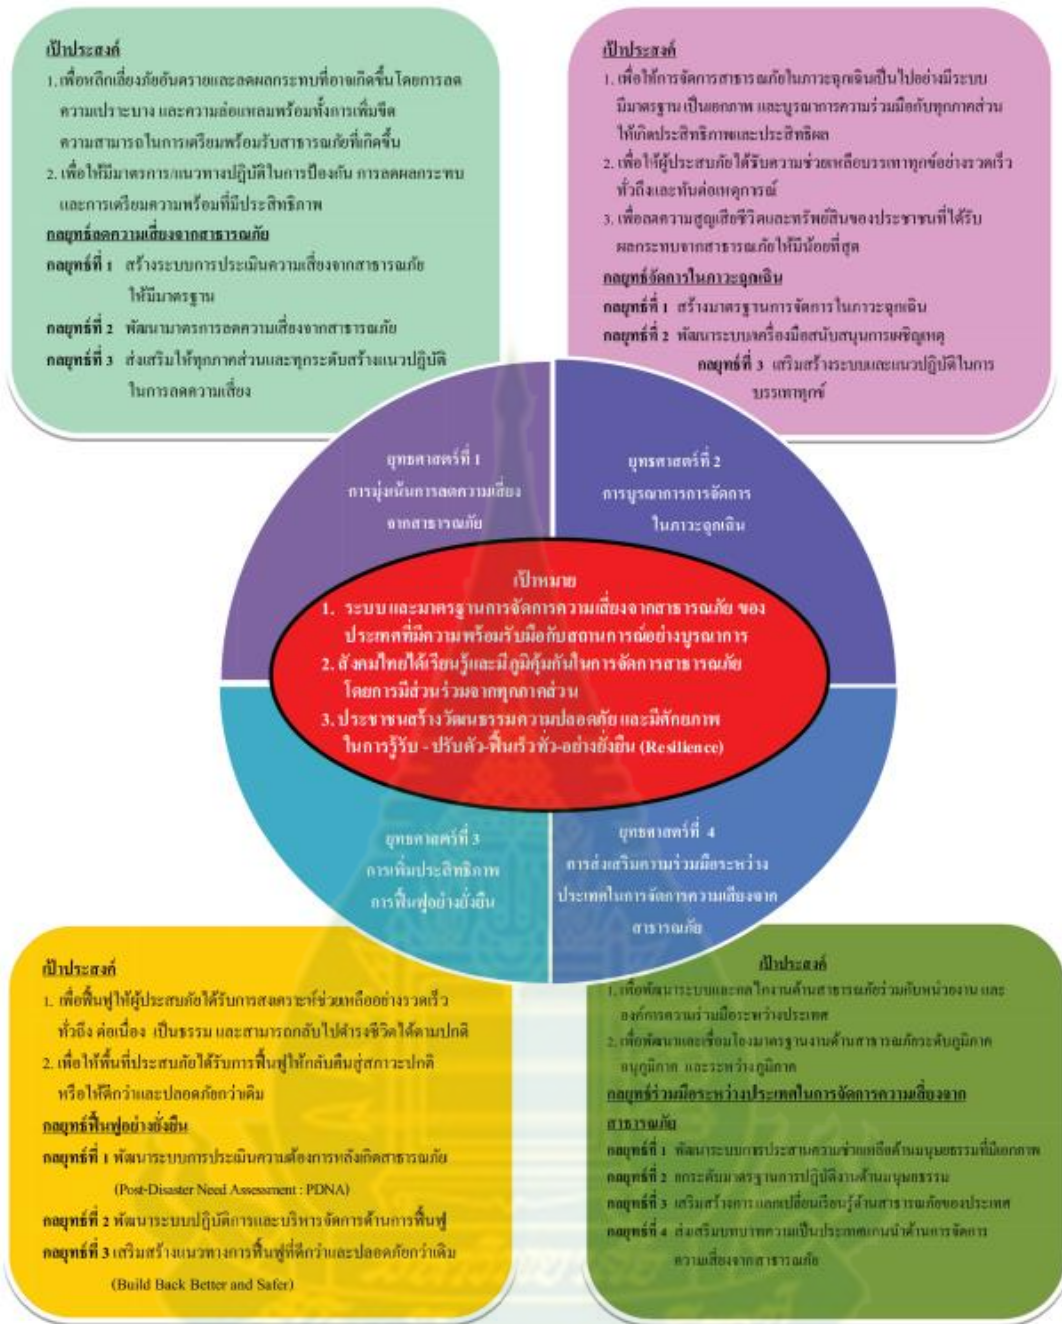 เป้าประสงค์
1. เพื่อหลีกเลี่ยงภัยอันตรายและลดผลกระทบที่อาจเกิดขึ้นโดยการลด
ความเปราะบาง และความล่อแหลมพร้อมทั้งการเพิ่มขีด
ความสามารถในการเตรียมพร้อมรับสาธารณภัยที่เกิดขึ้น
2. เพื่อให้มีมาตรการ/แนวทางปฏิบัติในการป้องกัน การลดผลกระทบ
และการเตรียมความพร้อมที่มีประสิทธิภาพ
กลยุทธ์ลดความเสี่ยงจากสาธารณภัย
กลยุทธ์ที่ 1 สร้างระบบการประเมินความเสี่ยงจากสาธารณภัย
ให้มีมาตรฐาน
กลยุทธ์ที่ 2 พัฒนามาตรการลดความเสี่ยงจากสาธารณภัย
กลยุทธ์ที่ 3 ส่งเสริมให้ทุกภาคส่วนและทุกระดับสร้างแนวปฏิบัติ
ในการลดความเสี่ยง
เป้าประสงค์
1. เพื่อให้การจัดการสาธารณภัยในภาวะฉุกเฉินเป็นไปอย่างมีระบบ
มีมาตรฐาน เป็นเอกภาพ และบูรณาการความร่วมมือกับทุกภาคส่วน
ให้เกิดประสิทธิภาพและประสิทธิผล
2. เพื่อให้ผู้ประสบภัยได้รับความช่วยเหลือบรรเทาทุกข์อย่างรวดเร็ว
ทั่วถึงและทันต่อเหตุการณ์
3. เพื่อลดความสูญเสียชีวิตและทรัพย์สินของประชาชนที่ได้รับ
ผลกระทบจากสาธารณภัยให้มีน้อยที่สุด
กลยุทธ์จัดการในภาวะฉุกเฉิน
กลยุทธ์ที่ 1 สร้างมาตรฐานการจัดการในภาวะฉุกเฉิน
กลยุทธ์ที่ 2 พัฒนาระบบ/เครื่องมือสนับสนุนการเผชิญเหตุ
กลยุทธ์ที่ 3 เสริมสร้างระบบและแนวปฏิบัติในการ
บรรเทาทุกข์
ยุทธศาสตร์ที่ 1
การมุ่งเน้นการลดความเสี่ยง
จากสาธารณภัย
ยุทธศาสตร์ที่ 2
การบูรณาการการจัดการ
ในภาวะฉุกเฉิน
เป้าหมาย
1. ระบบ และมาตรฐานการจัดการความเสี่ยงจากสาธารณภัย ของ
ประเทศที่มีความพร้อมรับมือกับสถานการณ์อย่างบูรณาการ
2. สังคมไทยได้เรียนรู้และมีภูมิคุ้มกันในการจัดการสาธารณภัย
โดยการมีส่วนร่วมจากทุกภาคส่วน
3. ประชาชนสร้างวัฒนธรรมความปลอดภัย และมีศักยภาพ
ในการรู้รับ - ปรับตัว-ฟื้นเร็วทั่ว-อย่างยั่งยืน (Resilience)
ยุทธศาสตร์ที่ 3
การเพิ่มประสิทธิภาพ
การฟื้นฟูอย่างยั่งยืน
ยุทธศาสตร์ที่ 4
การส่งเสริมความร่วมมือระหว่าง
ประเทศในการจัดการความเสี่ยงจาก
สาธารณภัย
เป้าประสงค์
1. เพื่อฟื้นฟูให้ผู้ประสบภัยได้รับการสงเคราะห์ช่วยเหลืออย่างรวดเร็ว
ทั่วถึง ต่อเนื่อง เป็นธรรม และสามารถกลับไปดำรงชีวิตได้ตามปกติ
2. เพื่อให้พื้นที่ประสบภัยได้รับการฟื้นฟูให้กลับคืนสู่สภาวะปกติ
หรือให้ดีกว่าและปลอดภัยกว่าเดิม
กลยุทธ์ฟื้นฟูอย่างยั่งยืน
กลยุทธ์ที่ 1 พัฒนาระบบการประเมินความต้องการหลังเกิดสาธารณภัย
(Post-Disaster Need Assessment : PDNA)
กลยุทธ์ที่ 2 พัฒนาระบบปฏิบัติการและบริหารจัดการด้านการฟื้นฟู
กลยุทธ์ที่ 3 เสริมสร้างแนวทางการฟื้นฟูที่ดีกว่าและปลอดภัยกว่าเดิม
(Build Back Better and Safer)
เป้าประสงค์
1. เพื่อพัฒนาระบบและกลไกงานด้านสาธารณภัยร่วมกับหน่วยงาน และ
องค์การความร่วมมือระหว่างประเทศ
2. เพื่อพัฒนาและเชื่อมโยงมาตรฐานงานด้านสาธารณภัยระดับภูมิภาค
อนุภูมิภาค และระหว่างภูมิภาค
กลยุทธ์ร่วมมือระหว่างประเทศในการจัดการความเสี่ยงจาก
สาธารณภัย
กลยุทธ์ที่ 1 พัฒนาระบบการประสานความช่วยเหลือด้านมนุษยธรรมที่มีเอกภาพ
กลยุทธ์ที่ 2 ยกระดับมาตรฐานการปฏิบัติงานด้านมนุษยธรรม
กลยุทธ์ที่ 3 เสริมสร้างการแลกเปลี่ยนเรียนรู้ด้านสาธารณภัยของประเทศ
กลยุทธ์ที่ 4 ส่งเสริมบทบาทความเป็นประเทศแกนนำด้านการจัดการ
ความเสี่ยงจากสาธารณภัย